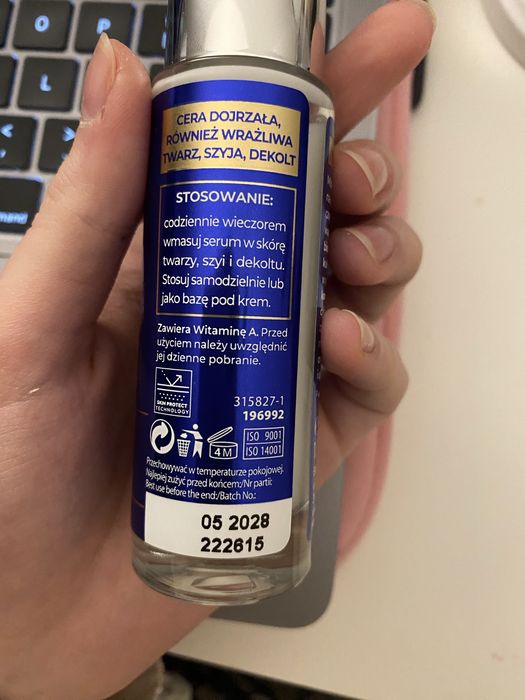 O
P
L
<
>
mand
CERA DOJRZAŁA,
RÓWNIEŻ WRAŻLIWA
TWARZ, SZYJA, DEKOLT
STOSOWANIE:
codziennie wieczorem
wmasuj serum w skórę
twarzy, szyi i dekoltu.
Stosuj samodzielnie lub
jako bazę pod krem.
Zawiera Witaminę A. Przed
użyciem należy uwzględnić
jej dzienne pobranie.
SKIN PROTECT
TECHNOLOGY
315827-1
196992
4 M
ISO 9001
ISO 14001
Przechowywać w temperaturze pokojowej.
Najlepiej zużyć przed końcem:/Nr partii:
Best use before the end:/Batch No.:
05 2028
222615